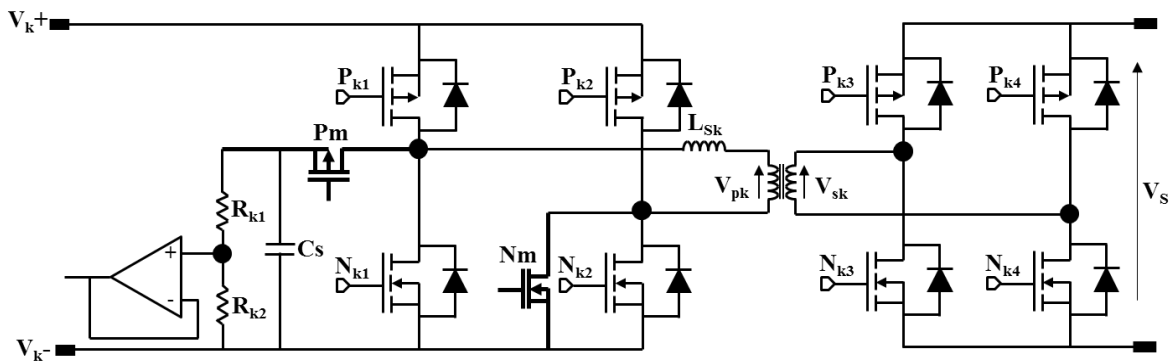 Vk+
Pk1
Pk2
Pk3
Pk4
Pm
LSk
Rk1
Vpk
Vsk
VS
+
Cs
Nk1
Nm
Nk2
Nk3
Nk4
-
Rk2
Vk-